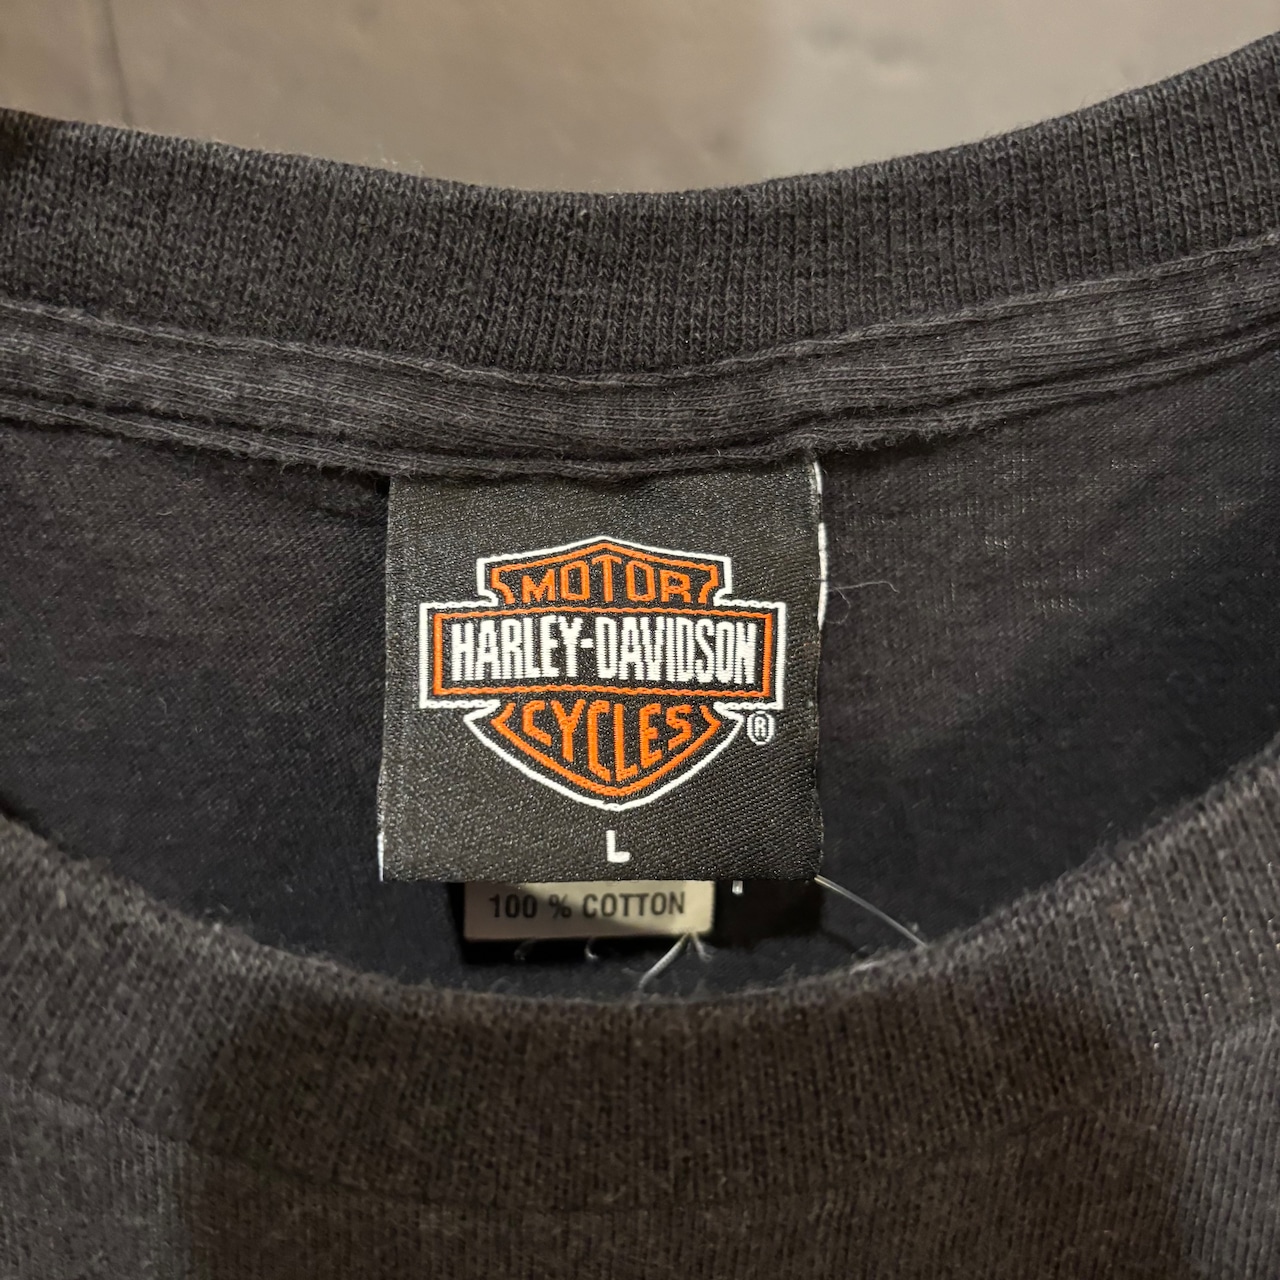 MOTOR
HARLEY-DAVIDSON
CYCLES
®
L
100 % COTTON